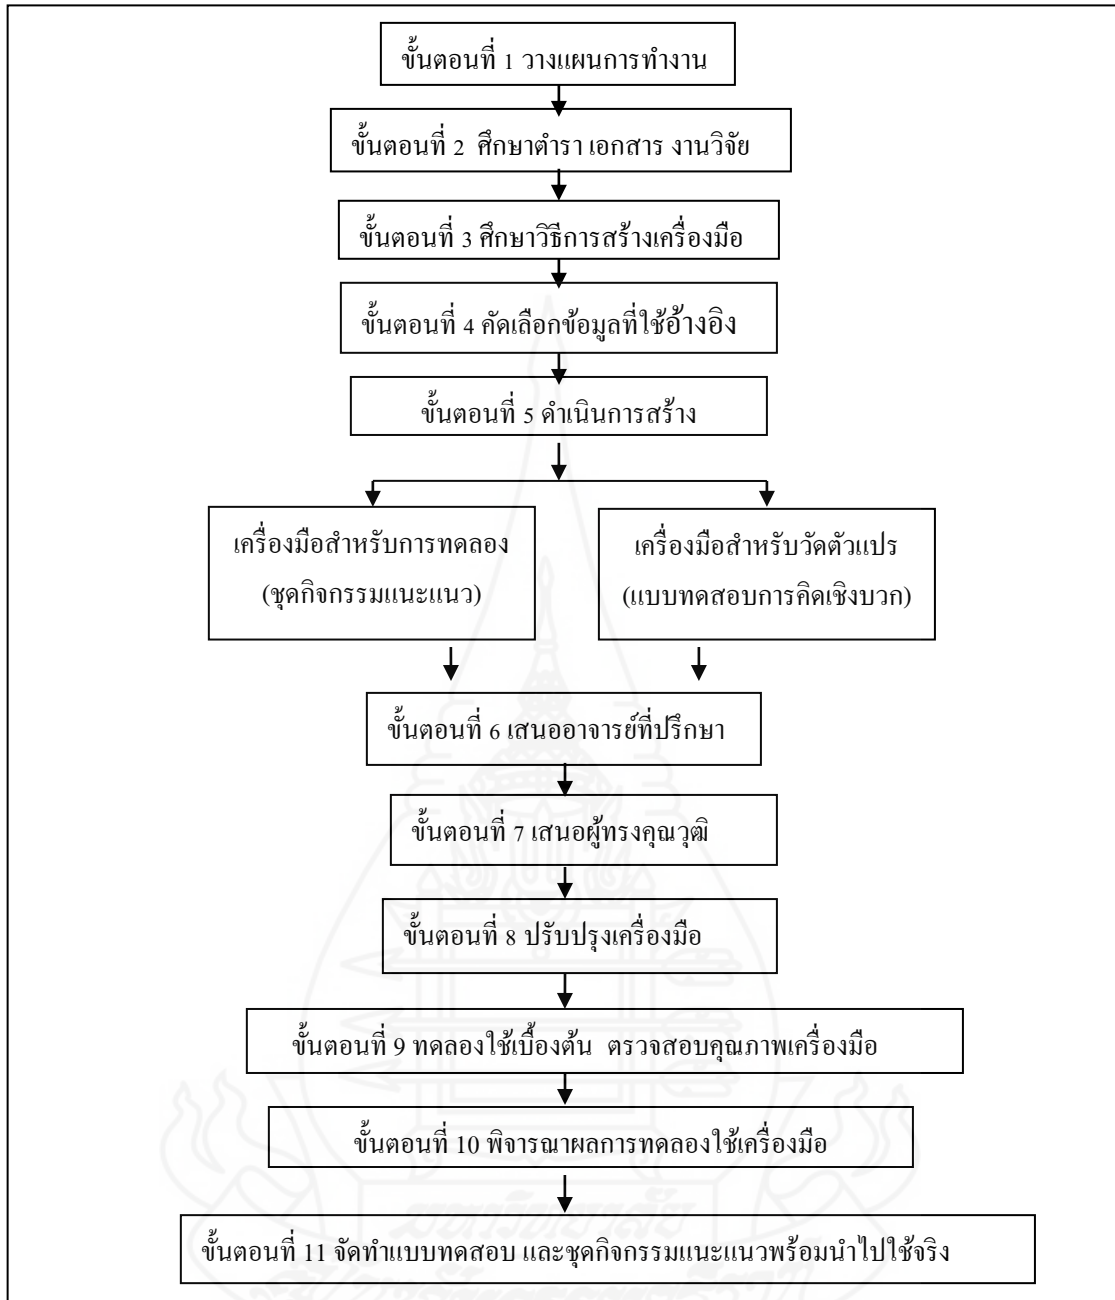 ขั้นตอนที่ 1 วางแผนการทำงาน
ขั้นตอนที่ 2 ศึกษาตำรา เอกสาร งานวิจัย
ขั้นตอนที่ 3 ศึกษาวิธีการสร้างเครื่องมือ
ขั้นตอนที่ 4 คัดเลือกข้อมูลที่ใช้อ้างอิง
ขั้นตอนที่ 5 ดำเนินการสร้าง
เครื่องมือสำหรับการทดลอง
(ชุดกิจกรรมแนะแนว)
เครื่องมือสำหรับวัดตัวแปร
(แบบทดสอบการคิดเชิงบวก)
ขั้นตอนที่ 6 เสนออาจารย์ที่ปรึกษา
ขั้นตอนที่ 7 เสนอผู้ทรงคุณวุฒิ
ขั้นตอนที่ 8 ปรับปรุงเครื่องมือ
ขั้นตอนที่ 9 ทดลองใช้เบื้องต้น ตรวจสอบคุณภาพเครื่องมือ
ขั้นตอนที่ 10 พิจารณาผลการทดลองใช้เครื่องมือ
มหาวิทยาลัย
ขั้นตอนที่ 11 จัดทำแบบทดสอบ และชุดกิจกรรมแนะแนวพร้อมนำไปใช้จริง